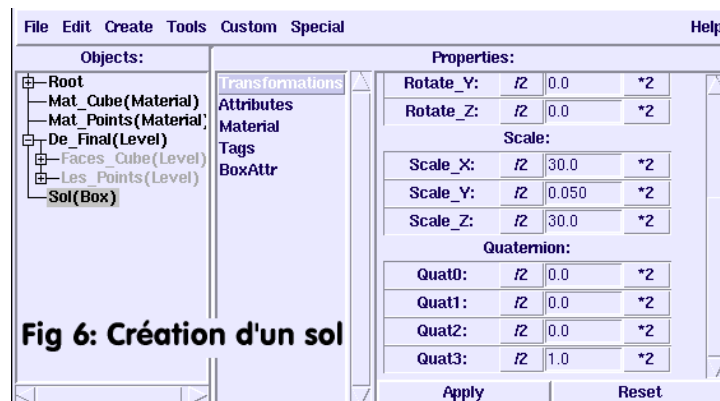 File Edit Create Tools Custom Special Help
Objects:
Root
Mat_Cube(Material)
Mat_Points(Material)
De_Final(Level)
Faces_Cube(Level)
Les_Points(Level)
Sol(Box)
Transformations
Attributes
Material
Tags
BoxAttr
Properties:
Rotate_Y: /2 0.0 *2
Rotate_Z: /2 0.0 *2
Scale:
Scale_X: /2 30.0 *2
Scale_Y: /2 0.050 *2
Scale_Z: /2 30.0 *2
Quaternion:
Quat0: /2 0.0 *2
Quat1: /2 0.0 *2
Quat2: /2 0.0 *2
Quat3: /2 1.0 *2
Apply Reset
Fig 6: Création d'un sol